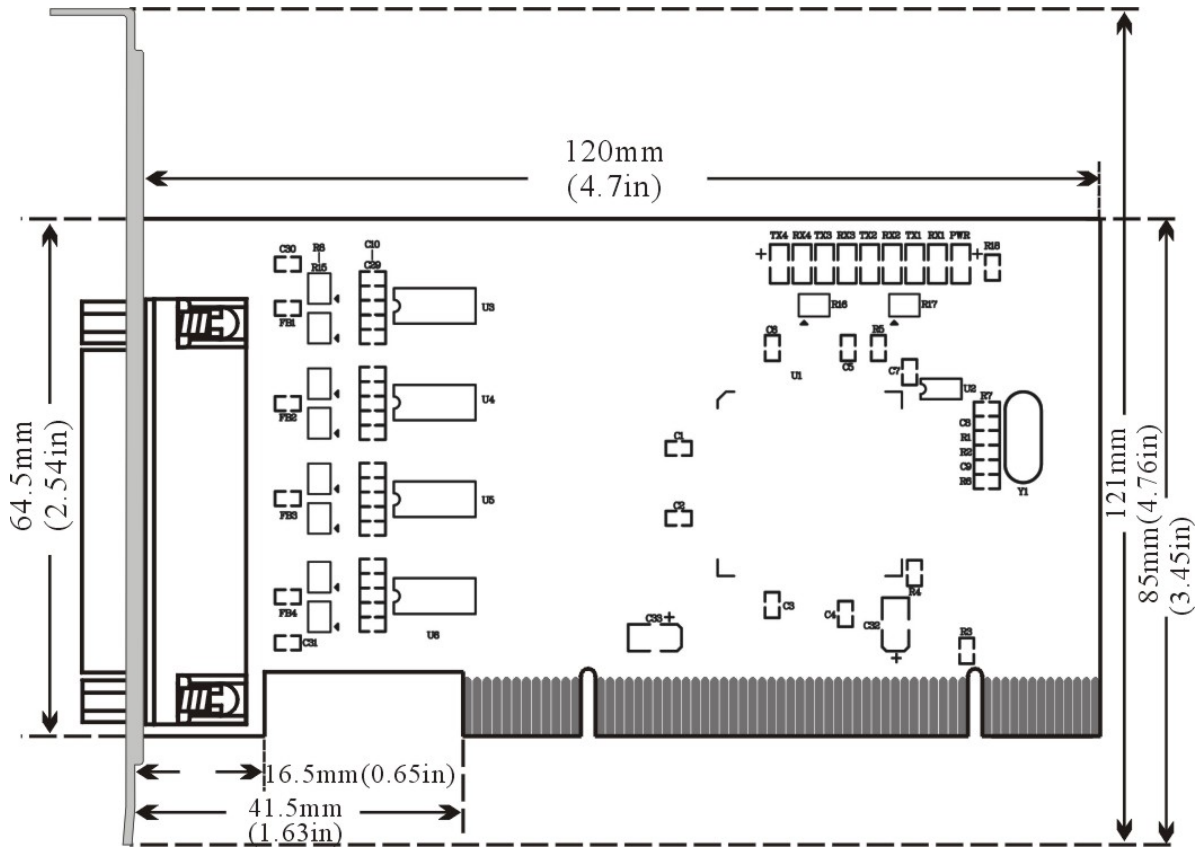 120mm
(4.7in)
TX4 RX4 TX3 RX3 TX2 RX2 TX1 RX1 PWR
+ +
R18
C30
R8
R15
C10
C29
FB1
U3
R16
R17
C6
C5
R5
U1
C7
U2
FB2
U4
R7
C8
R1
R2
C9
R6
Y1
C1
C2
FB3
U5
64.5mm
(2.54in)
121mm
(4.76in)
85mm
(3.45in)
R4
FB4
C31
U6
C33
+
C3
C4
C32
+
R3
16.5mm(0.65in)
41.5mm
(1.63in)